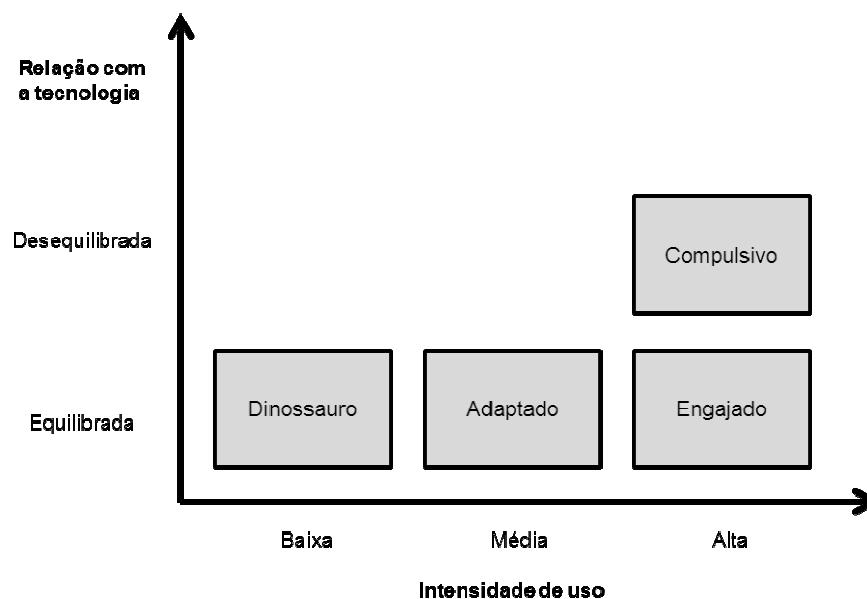 Relação com
a tecnologia
Desequilibrada
Compulsivo
Equilibrada
Dinossauro
Adaptado
Engajado
Baixa
Média
Alta
Intensidade de uso